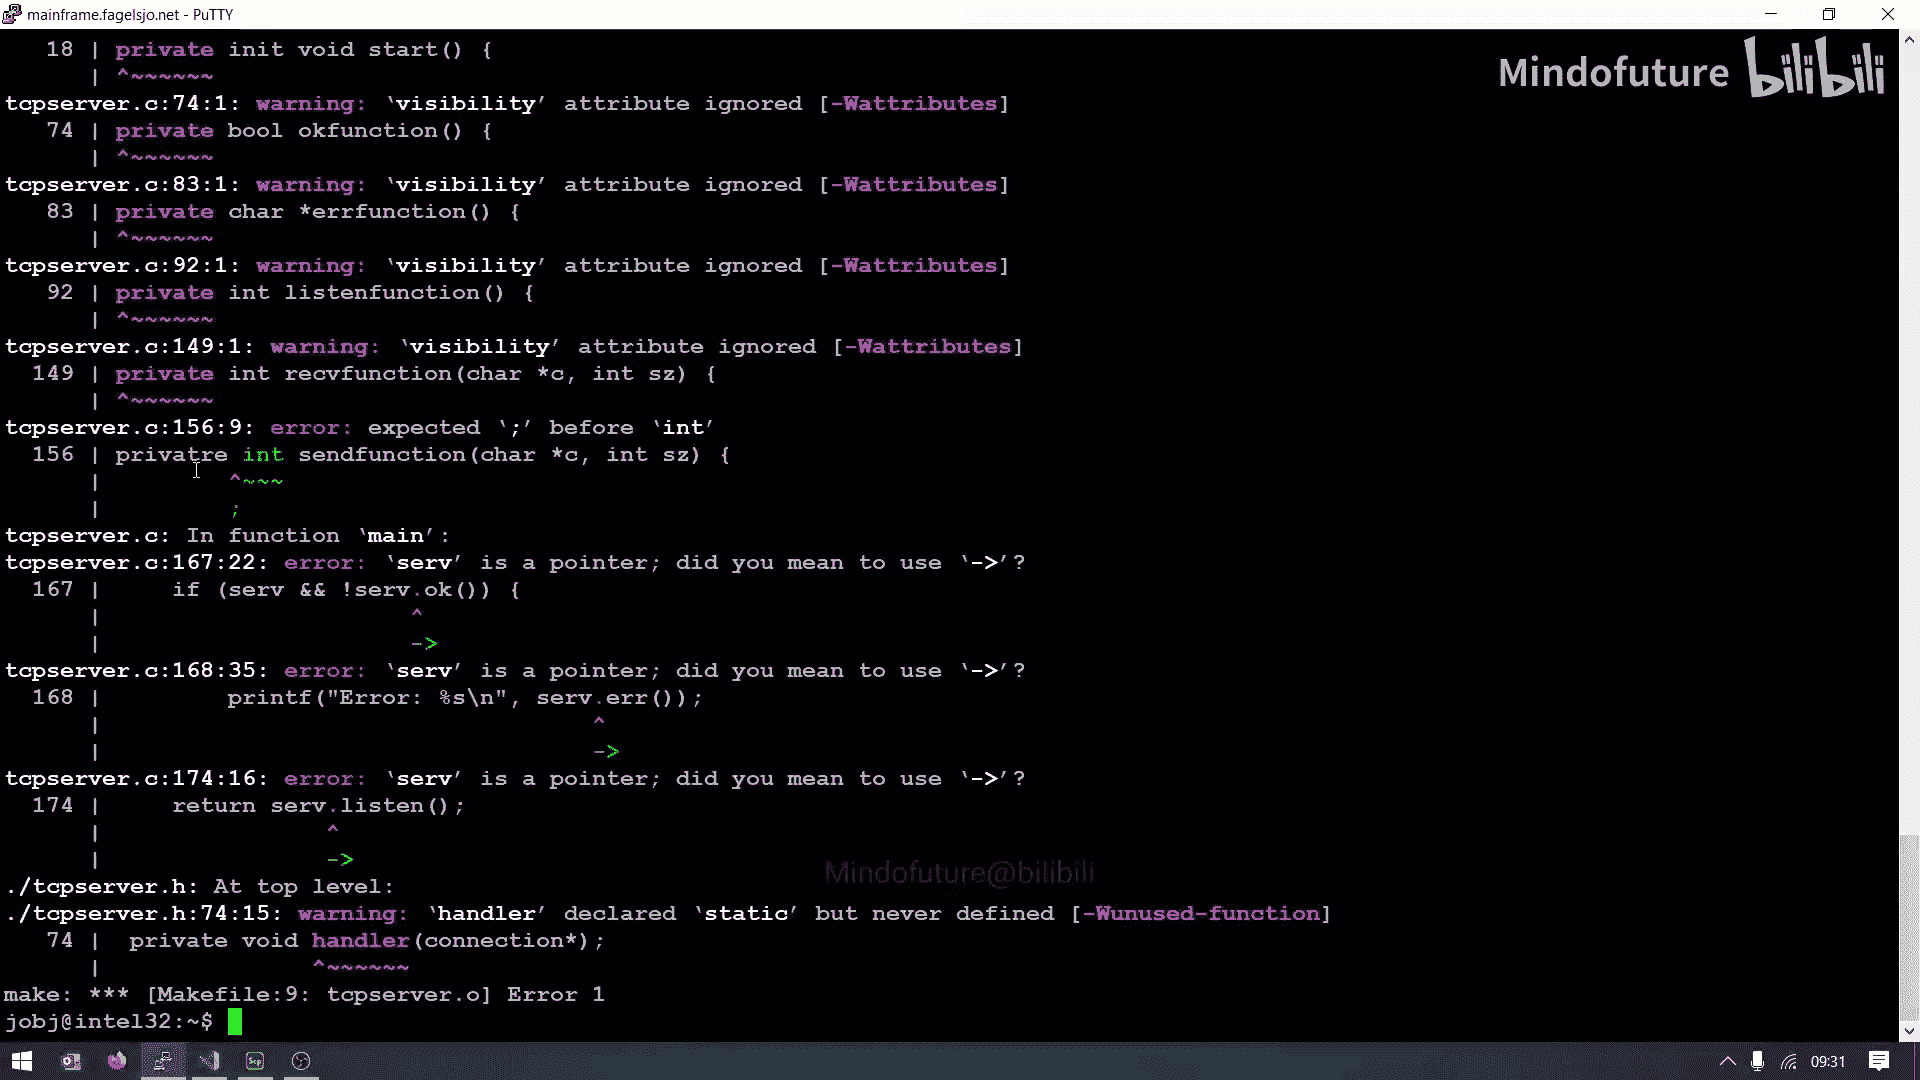 mainframe.fagelsjo.net - PuTTY
Mindofuture bilibili
18 | private init void start() {
| ^~~~~~~
tcpserver.c:74:1: warning: ‘visibility’ attribute ignored [-Wattributes]
74 | private bool okfunction() {
| ^~~~~~~
tcpserver.c:83:1: warning: ‘visibility’ attribute ignored [-Wattributes]
83 | private char *errfunction() {
| ^~~~~~~
tcpserver.c:92:1: warning: ‘visibility’ attribute ignored [-Wattributes]
92 | private int listenfunction() {
| ^~~~~~~
tcpserver.c:149:1: warning: ‘visibility’ attribute ignored [-Wattributes]
149 | private int recvfunction(char *c, int sz) {
| ^~~~~~~
tcpserver.c:156:9: error: expected ‘;’ before ‘int’
156 | privatre int sendfunction(char *c, int sz) {
| ^~~~
| ;
tcpserver.c: In function ‘main’:
tcpserver.c:167:22: error: ‘serv’ is a pointer; did you mean to use ‘->’?
167 | if (serv && !serv.ok()) {
| ^
| ->
tcpserver.c:168:35: error: ‘serv’ is a pointer; did you mean to use ‘->’?
168 | printf("Error: %s\n", serv.err());
| ^
| ->
tcpserver.c:174:16: error: ‘serv’ is a pointer; did you mean to use ‘->’?
174 | return serv.listen();
| ^
| ->
Mindofuture@bilibili
./tcpserver.h: At top level:
./tcpserver.h:74:15: warning: ‘handler’ declared ‘static’ but never defined [-Wunused-function]
74 | private void handler(connection*);
| ^~~~~~~
make: *** [Makefile:9: tcpserver.o] Error 1
jobj@intel32:~$
Scp
09:31